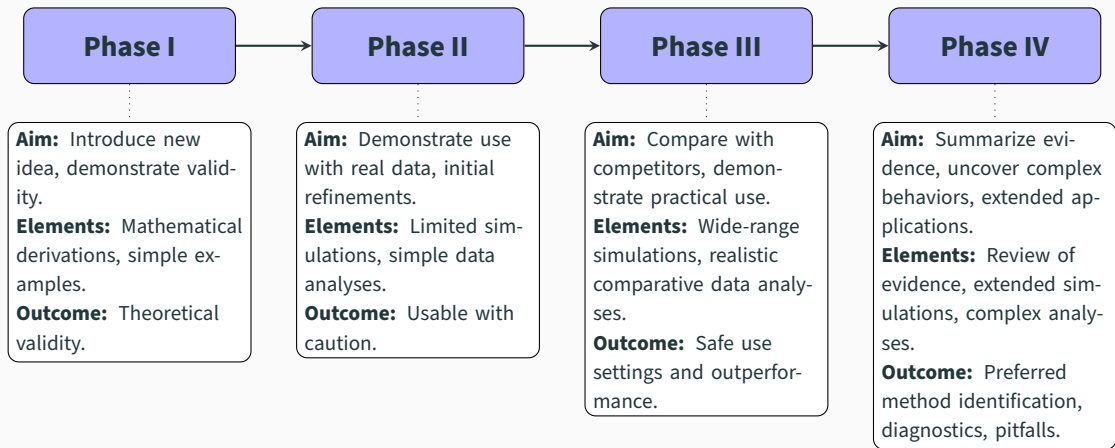 Phase I
Phase II
Phase III
Phase IV
Aim: Introduce new
idea, demonstrate valid-
ity.
Elements: Mathematical
derivations, simple ex-
amples.
Outcome: Theoretical
validity.
Aim: Demonstrate use
with real data, initial
refinements.
Elements: Limited sim-
ulations, simple data
analyses.
Outcome: Usable with
caution.
Aim: Compare with
competitors, demon-
strate practical use.
Elements: Wide-range
simulations, realistic
comparative data analy-
ses.
Outcome: Safe use
settings and outperfor-
mance.
Aim: Summarize evi-
dence, uncover complex
behaviors, extended ap-
plications.
Elements: Review of
evidence, extended sim-
ulations, complex analy-
ses.
Outcome: Preferred
method identification,
diagnostics, pitfalls.